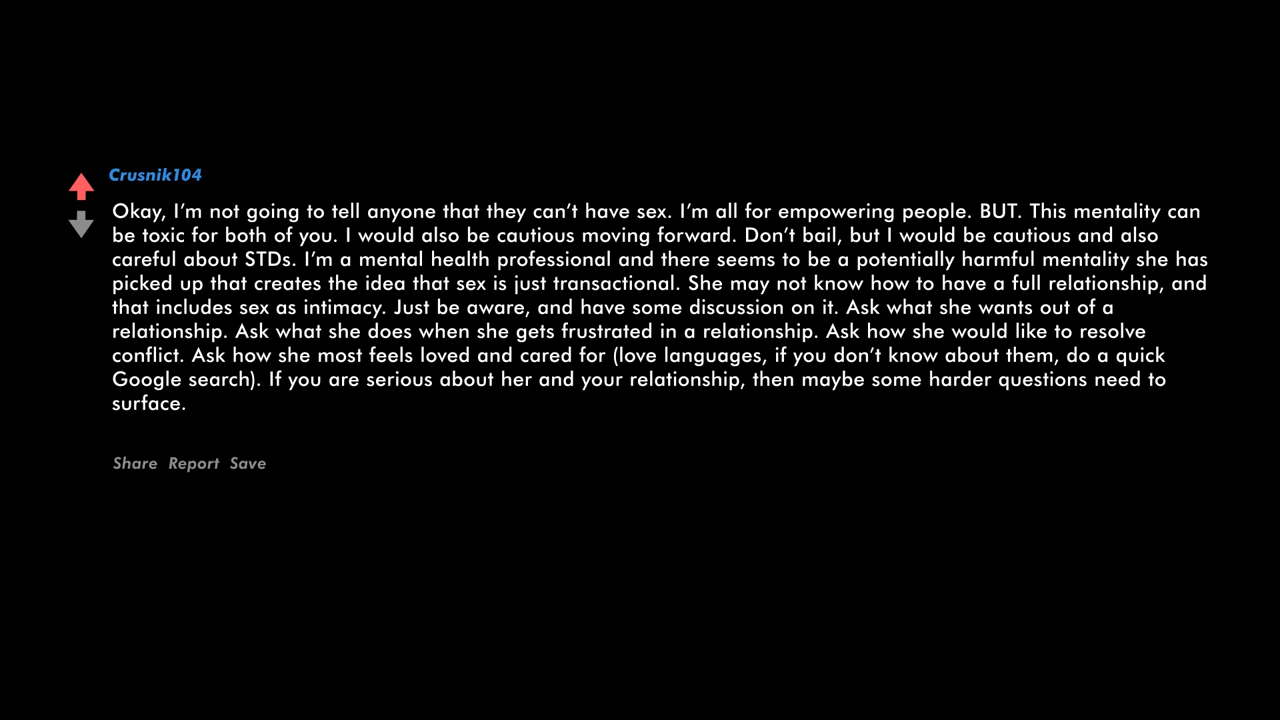 Crusnik104
Okay, I'm not going to tell anyone that they can't have sex. I'm all for empowering people. BUT. This mentality can
be toxic for both of you. I would also be cautious moving forward. Don't bail, but I would be cautious and also
careful about STDs. I'm a mental health professional and there seems to be a potentially harmful mentality she has
picked up that creates the idea that sex is just transactional. She may not know how to have a full relationship, and
that includes sex as intimacy. Just be aware, and have some discussion on it. Ask what she wants out of a
relationship. Ask what she does when she gets frustrated in a relationship. Ask how she would like to resolve
conflict. Ask how she most feels loved and cared for (love languages, if you don't know about them, do a quick
Google search). If you are serious about her and your relationship, then maybe some harder questions need to
surface.
Share Report Save